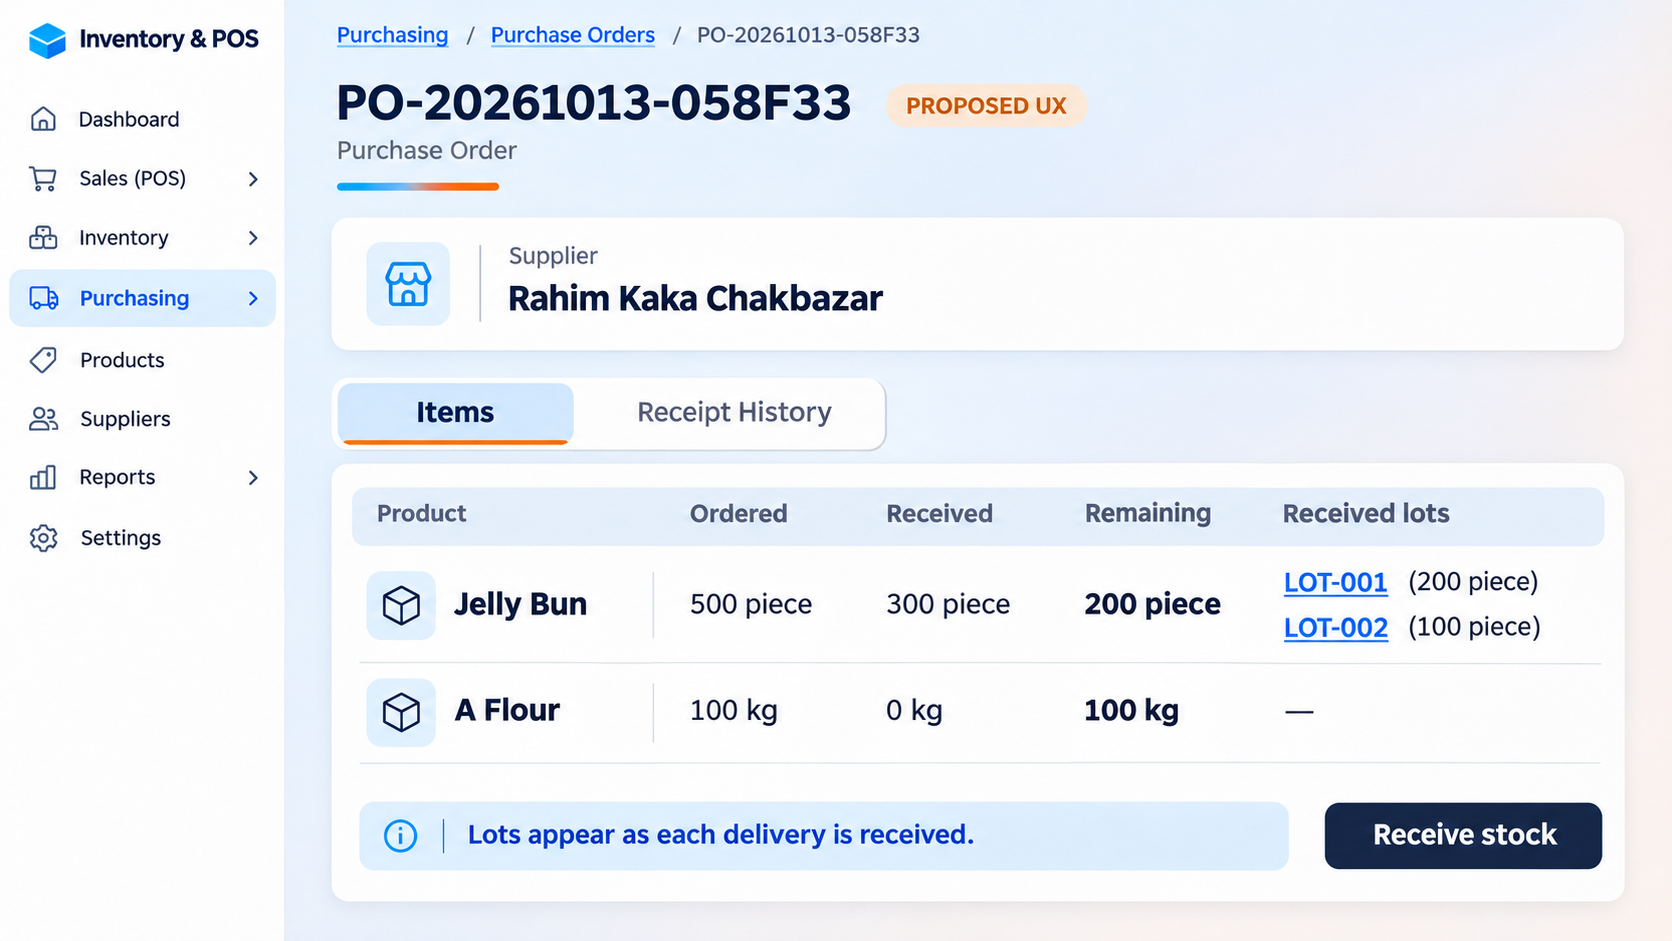 Inventory & POS
Dashboard
Sales (POS)
Inventory
Purchasing
Products
Suppliers
Reports
Settings
Purchasing / Purchase Orders / PO-20261013-058F33
PO-20261013-058F33 PROPOSED UX
Purchase Order
Supplier
Rahim Kaka Chakbazar
Items Receipt History
Product Ordered Received Remaining Received lots
Jelly Bun 500 piece 300 piece 200 piece LOT-001 (200 piece)
LOT-002 (100 piece)
A Flour 100 kg 0 kg 100 kg —
Lots appear as each delivery is received. Receive stock